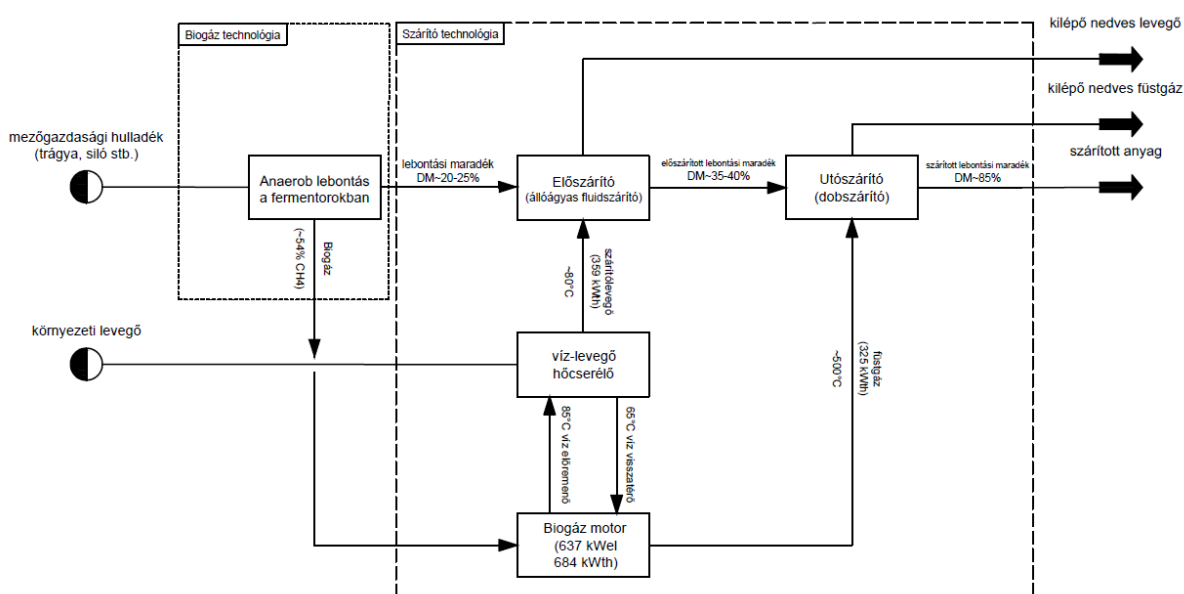 Biogáz technológia
Szárító technológia
kilépő nedves levegő
kilépő nedves füstgáz
szárított anyag
mezőgazdasági hulladék
(trágya, siló stb.)
Anaerob lebontás
a fermentorokban
lebontási maradék
DM~20-25%
Előszárító
(állóágyas fluidszárító)
előszárított lebontási maradék
DM~35-40%
Utószárító
(dobszárító)
szárított lebontási maradék
DM~85%
Biogáz
(~54% CH4)
~80°C
szárítólevegő
(359 kWth)
környezeti levegő
víz-levegő
hőcserélő
~500°C
füstgáz
(325 kWth)
85°C víz előremenő
65°C víz visszatérő
Biogáz motor
(637 kWel
684 kWth)